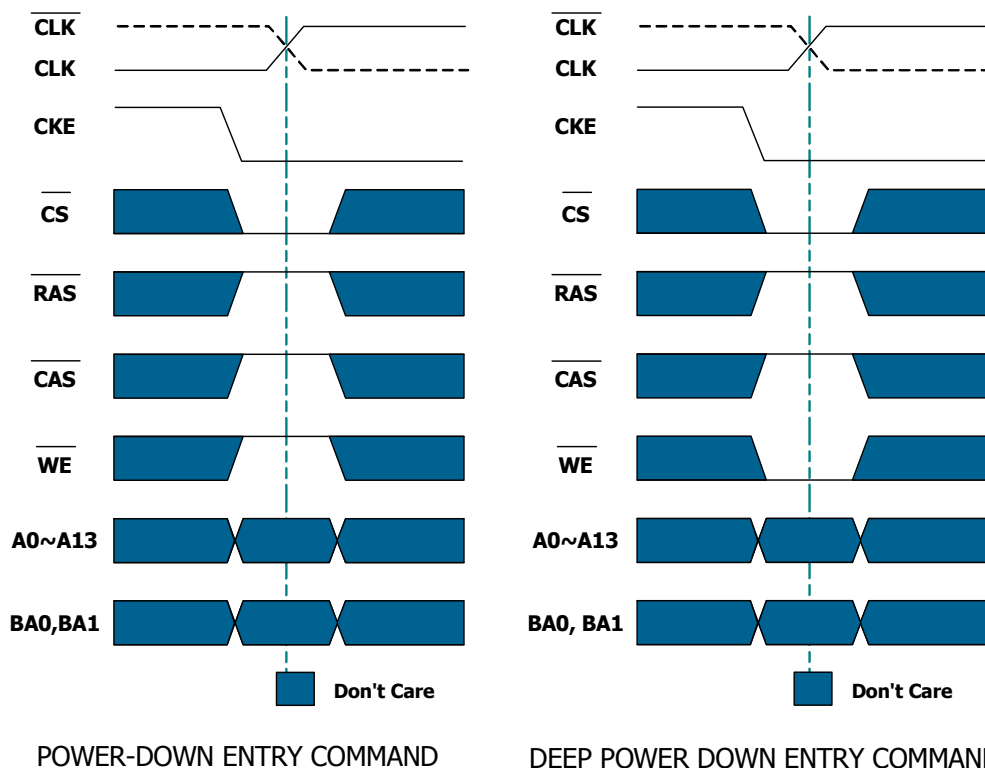 CLK
CLK
CKE
CS
RAS
CAS
WE
A0~A13
BA0,BA1
Don't Care
POWER-DOWN ENTRY COMMAND
CLK
CLK
CKE
CS
RAS
CAS
WE
A0~A13
BA0, BA1
Don't Care
DEEP POWER DOWN ENTRY COMMAN